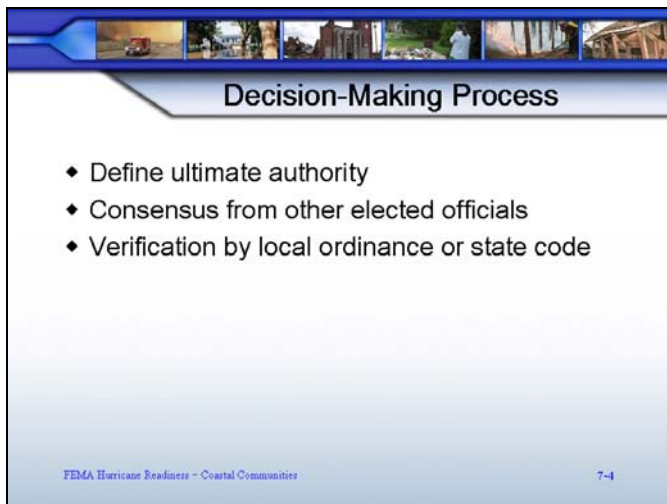 Decision-Making Process
◆ Define ultimate authority
◆ Consensus from other elected officials
◆ Verification by local ordinance or state code
FEMA Hurricane Readiness – Coastal Communities 7-4